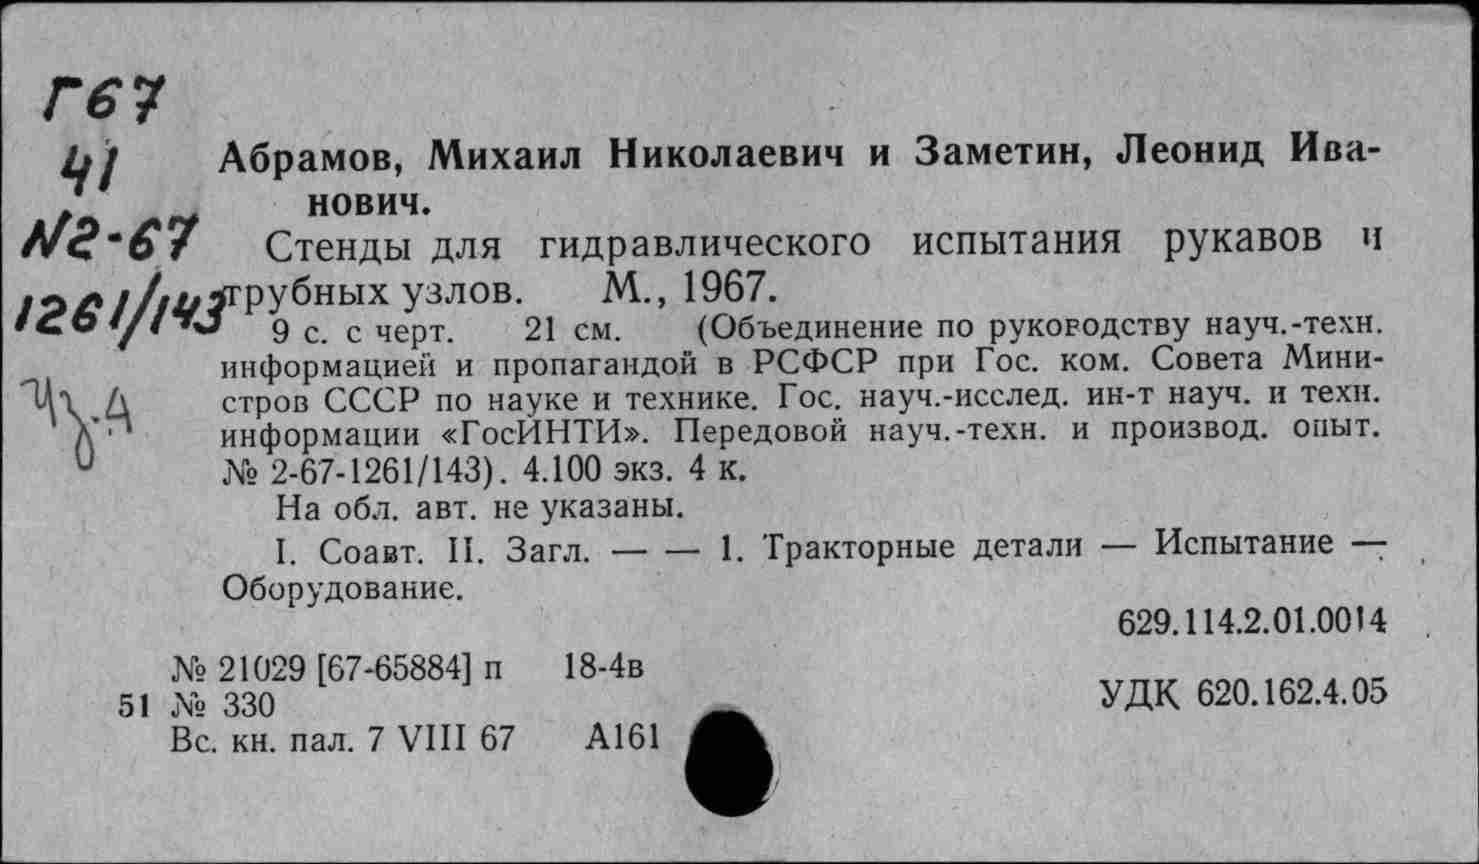 Г67
41
№2-67
1261/143
Абрамов, Михаил Николаевич и Заметин, Леонид Ива-
нович.
Стенды для гидравлического испытания рукавов и
трубных узлов. М., 1967.
9 с. с черт. 21 см. (Объединение по руководству науч.-техн.
информацией и пропагандой в РСФСР при Гос. ком. Совета Мини-
стров СССР по науке и технике. Гос. науч.-исслед. ин-т науч. и техн.
информации «ГосИНТИ». Передовой науч.-техн. и производ. опыт.
№ 2-67-1261/143). 4.100 экз. 4 к.
На обл. авт. не указаны.
I. Соавт. II. Загл. — — 1. Тракторные детали — Испытание —
Оборудование.
629.114.2.01.0014
№ 21029 [67-65884] п 18-4в
51 № 330
УДК 620.162.4.05
Вс. кн. пал. 7 VIII 67 А161